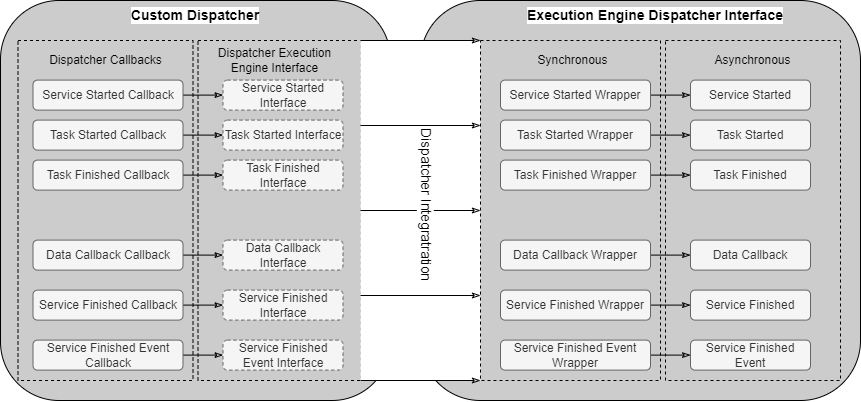 Custom Dispatcher
Execution Engine Dispatcher Interface
Dispatcher Callbacks
Dispatcher Execution
Engine Interface
Synchronous
Asynchronous
Service Started Callback
Service Started
Interface
Service Started Wrapper
Service Started
Task Started Callback
Task Started Interface
Task Started Wrapper
Task Started
Task Finished Callback
Task Finished
Interface
Task Finished Wrapper
Task Finished
Dispatcher Integratration
Data Callback Callback
Data Callback
Interface
Data Callback Wrapper
Data Callback
Service Finished Callback
Service Finished
Interface
Service Finished Wrapper
Service Finished
Service Finished Event
Callback
Service Finished
Event Interface
Service Finished Event
Wrapper
Service Finished
Event